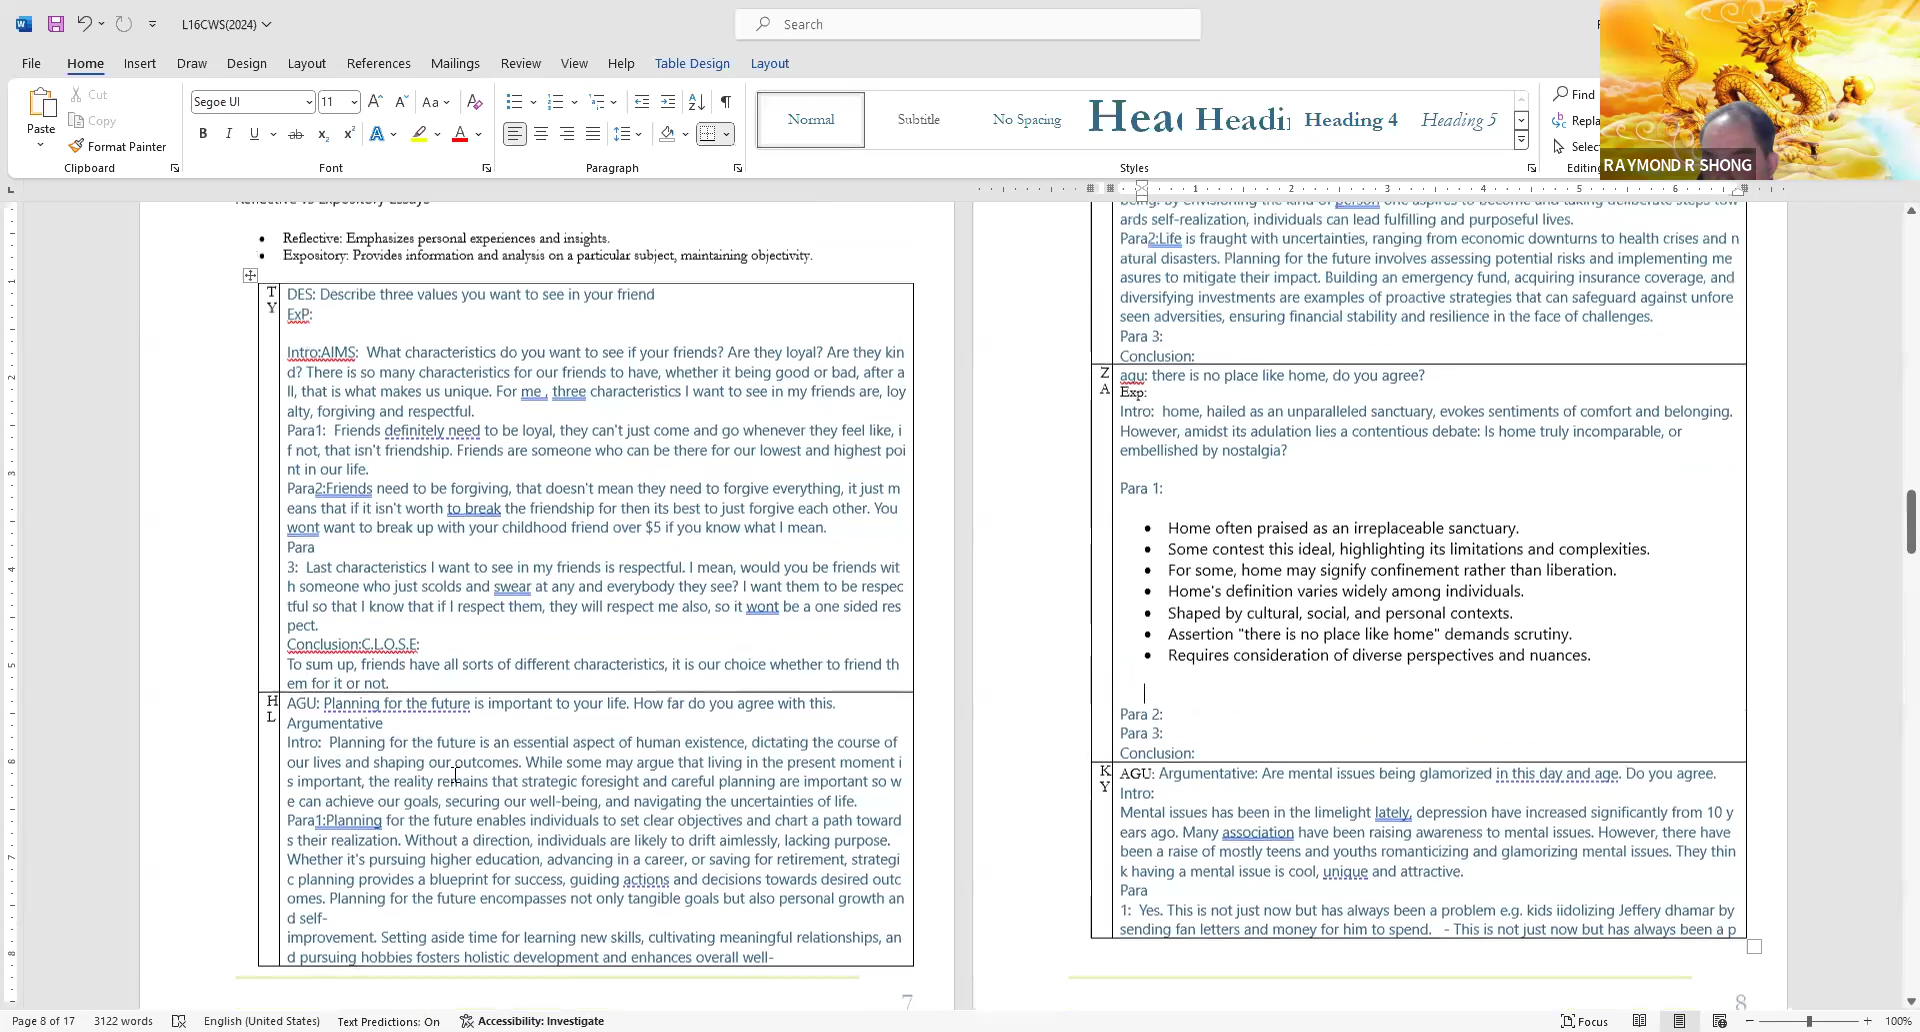 L16CWS(2024)
Search
File Home Insert Draw Design Layout References Mailings Review View Help Table Design Layout
Paste
Cut
Copy
Format Painter
Clipboard
Segoe UI 11
Aa
B I U ab x₂ x² A A
Font
Paragraph
Normal
Subtitle
No Spacing
Heading 4
Heading 5
Styles
Find
Editing
RAYMOND R SHONG
Reflective vs Expository Essays
• Reflective: Emphasizes personal experiences and insights.
• Expository: Provides information and analysis on a particular subject, maintaining objectivity.
T
Y
DES: Describe three values you want to see in your friend
ExP:
Intro:AIMS:  What characteristics do you want to see if your friends? Are they loyal? Are they kin
d? There is so many characteristics for our friends to have, whether it being good or bad, after a
ll, that is what makes us unique. For me , three characteristics I want to see in my friends are, loy
alty, forgiving and respectful.
Para1:  Friends definitely need to be loyal, they can't just come and go whenever they feel like, i
f not, that isn't friendship. Friends are someone who can be there for our lowest and highest poi
nt in our life.
Para2:Friends need to be forgiving, that doesn't mean they need to forgive everything, it just m
eans that if it isn't worth to break the friendship for then its best to just forgive each other. You
wont want to break up with your childhood friend over $5 if you know what I mean.
Para
3:  Last characteristics I want to see in my friends is respectful. I mean, would you be friends wit
h someone who just scolds and swear at any and everybody they see? I want them to be respec
tful so that I know that if I respect them, they will respect me also, so it wont be a one sided res
pect.
Conclusion:C.L.O.S.E:
To sum up, friends have all sorts of different characteristics, it is our choice whether to friend th
em for it or not.
H
L
AGU: Planning for the future is important to your life. How far do you agree with this.
Argumentative
Intro:  Planning for the future is an essential aspect of human existence, dictating the course of
our lives and shaping our outcomes. While some may argue that living in the present moment i
s important, the reality remains that strategic foresight and careful planning are important so w
e can achieve our goals, securing our well-being, and navigating the uncertainties of life.
Para1:Planning for the future enables individuals to set clear objectives and chart a path toward
s their realization. Without a direction, individuals are likely to drift aimlessly, lacking purpose.
Whether it's pursuing higher education, advancing in a career, or saving for retirement, strategi
c planning provides a blueprint for success, guiding actions and decisions towards desired outc
omes. Planning for the future encompasses not only tangible goals but also personal growth an
d self-
improvement. Setting aside time for learning new skills, cultivating meaningful relationships, an
d pursuing hobbies fosters holistic development and enhances overall well-
7
being. By envisioning the kind of person one aspires to become and taking deliberate steps tow
ards self-realization, individuals can lead fulfilling and purposeful lives.
Para2:Life is fraught with uncertainties, ranging from economic downturns to health crises and n
atural disasters. Planning for the future involves assessing potential risks and implementing me
asures to mitigate their impact. Building an emergency fund, acquiring insurance coverage, and
diversifying investments are examples of proactive strategies that can safeguard against unfore
seen adversities, ensuring financial stability and resilience in the face of challenges.
Para 3:
Conclusion:
Z
A
agu: there is no place like home, do you agree?
Exp:
Intro:  home, hailed as an unparalleled sanctuary, evokes sentiments of comfort and belonging.
However, amidst its adulation lies a contentious debate: Is home truly incomparable, or
embellished by nostalgia?
Para 1:
• Home often praised as an irreplaceable sanctuary.
• Some contest this ideal, highlighting its limitations and complexities.
• For some, home may signify confinement rather than liberation.
• Home's definition varies widely among individuals.
• Shaped by cultural, social, and personal contexts.
• Assertion "there is no place like home" demands scrutiny.
• Requires consideration of diverse perspectives and nuances.
Para 2:
Para 3:
Conclusion:
K
Y
AGU: Argumentative: Are mental issues being glamorized in this day and age. Do you agree.
Intro:
Mental issues has been in the limelight lately, depression have increased significantly from 10 y
ears ago. Many association have been raising awareness to mental issues. However, there have
been a raise of mostly teens and youths romanticizing and glamorizing mental issues. They thin
k having a mental issue is cool, unique and attractive.
Para
1:  Yes. This is not just now but has always been a problem e.g. kids iidolizing Jeffery dhamar by
sending fan letters and money for him to spend.   - This is not just now but has always been a p
8
Page 8 of 17 3122 words English (United States) Text Predictions: On Accessibility: Investigate Focus 100%